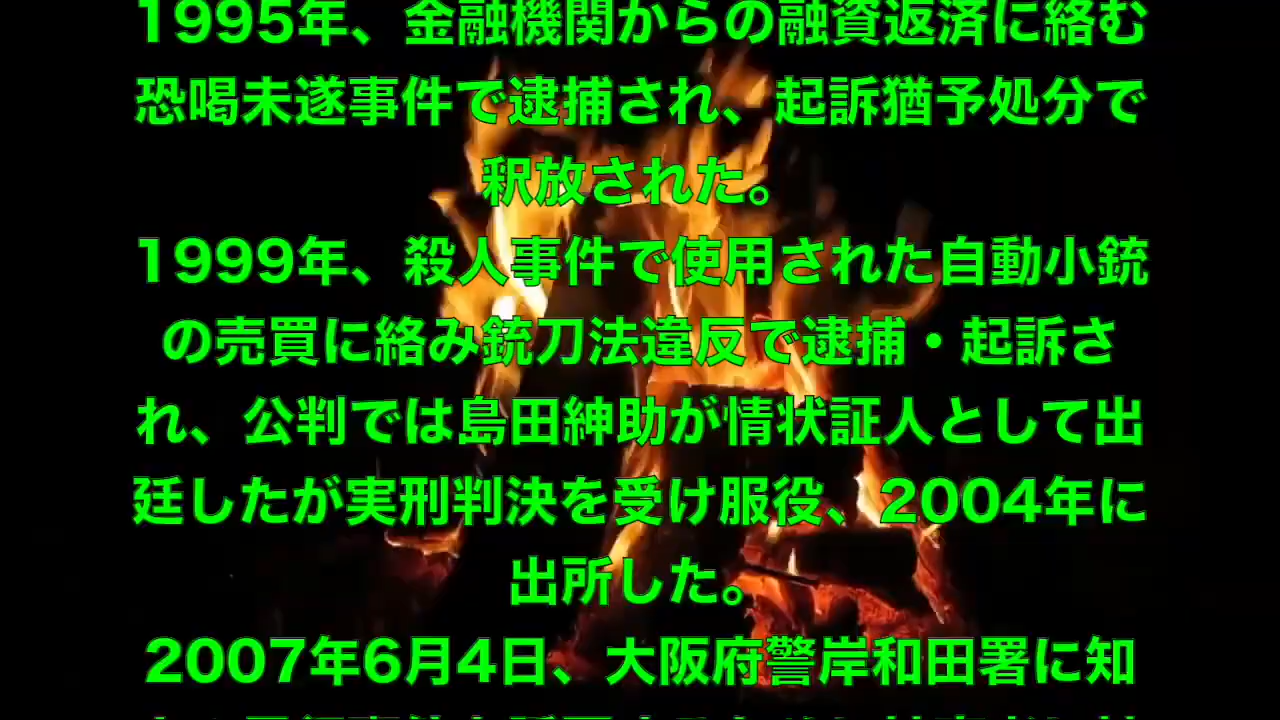 1995年、金融機関からの融資返済に絡む
恐喝未遂事件で逮捕され、起訴猶予処分で
釈放された。
1999年、殺人事件で使用された自動小銃
の売買に絡み銃刀法違反で逮捕・起訴さ
れ、公判では島田紳助が情状証人として出
廷したが実刑判決を受け服役、2004年に
出所した。
2007年6月4日、大阪府警岸和田署に知